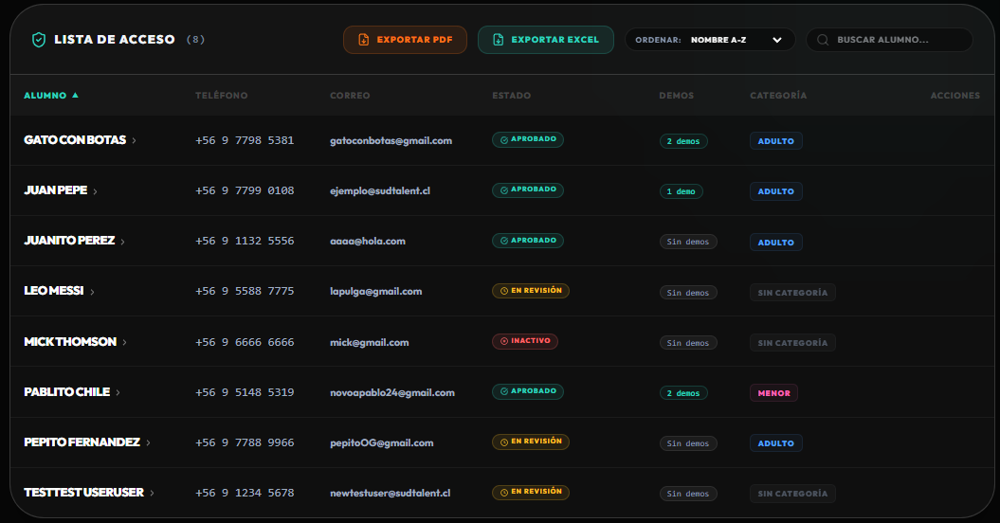 LISTA DE ACCESO (8) EXPORTAR PDF EXPORTAR EXCEL ORDENAR: NOMBRE A-Z BUSCAR ALUMNO...
ALUMNO ▲ TELÉFONO CORREO ESTADO DEMOS CATEGORÍA ACCIONES
GATO CON BOTAS › +56 9 7798 5381 gatoconbotas@gmail.com APROBADO 2 demos ADULTO
JUAN PEPE › +56 9 7799 0108 ejemplo@sudtalent.cl APROBADO 1 demo ADULTO
JUANITO PEREZ › +56 9 1132 5556 aaaa@hola.com APROBADO Sin demos ADULTO
LEO MESSI › +56 9 5588 7775 lapulga@gmail.com EN REVISIÓN Sin demos SIN CATEGORÍA
MICK THOMSON › +56 9 6666 6666 mick@gmail.com INACTIVO Sin demos SIN CATEGORÍA
PABLITO CHILE › +56 9 5148 5319 novoapablo24@gmail.com APROBADO 2 demos MENOR
PEPITO FERNANDEZ › +56 9 7788 9966 pepitoOG@gmail.com EN REVISIÓN Sin demos ADULTO
TESTTEST USERUSER › +56 9 1234 5678 newtestuser@sudtalent.cl EN REVISIÓN Sin demos SIN CATEGORÍA